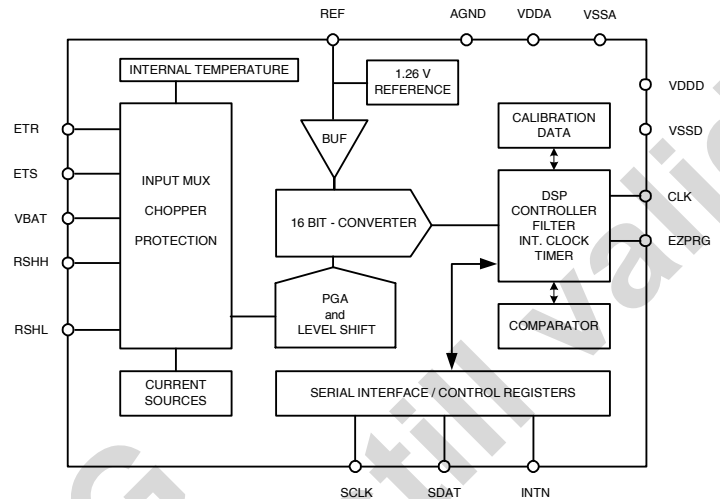 REF
AGND
VDDA
VSSA
INTERNAL TEMPERATURE
1.26 V
REFERENCE
VDDD
ETR
BUF
CALIBRATION
DATA
VSSD
ETS
INPUT MUX
CHOPPER
PROTECTION
VBAT
16 BIT - CONVERTER
DSP
CONTROLLER
FILTER
INT. CLOCK
TIMER
CLK
EZPRG
RSHH
PGA
and
LEVEL SHIFT
RSHL
COMPARATOR
CURRENT
SOURCES
SERIAL INTERFACE / CONTROL REGISTERS
SCLK
SDAT
INTN
G
still valid